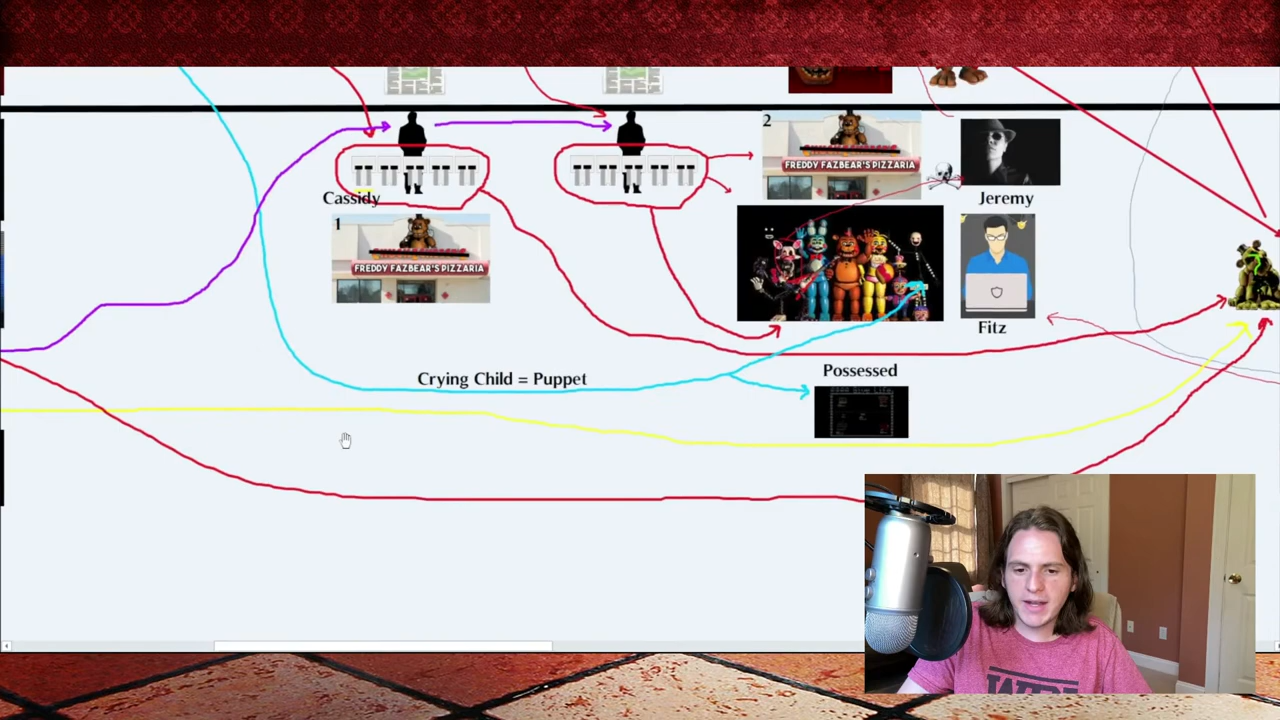 2
FREDDY FAZBEAR'S PIZZARIA
Jeremy
Cassidy
1
FREDDY FAZBEAR'S PIZZARIA
Fitz
Crying Child = Puppet
Possessed